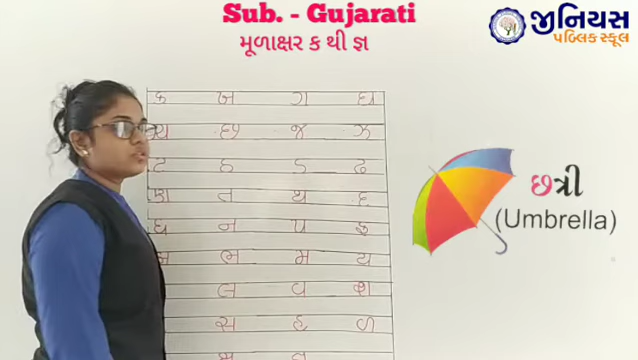 Sub. - Gujarati
મૂળાક્ષર ક થી જ્ઞ
જીનિયસ
પબ્લિક સ્કૂલ
ક ખ ગ ઘ
ચ છ જ ઝ
ટ ઠ ડ ઢ
ણ ત થ દ
ધ ન પ ફ
ભ મ ય
લ વ શ
સ હ ળ
છત્રી
(Umbrella)